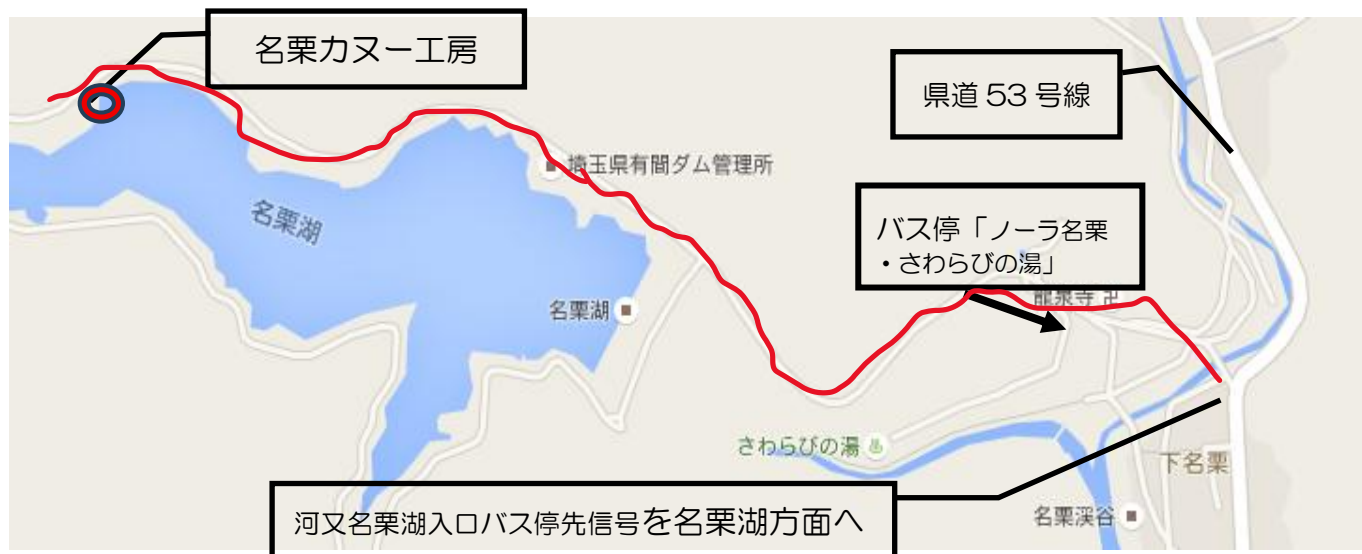 名栗カヌー工房
県道 53 号線
埼玉県有間ダム管理所
バス停「ノーラ名栗
・さわらびの湯」
名栗湖
龍泉寺 卍
名栗湖
さわらびの湯
下名栗
河又名栗湖入口バス停先信号を名栗湖方面へ
名栗渓谷